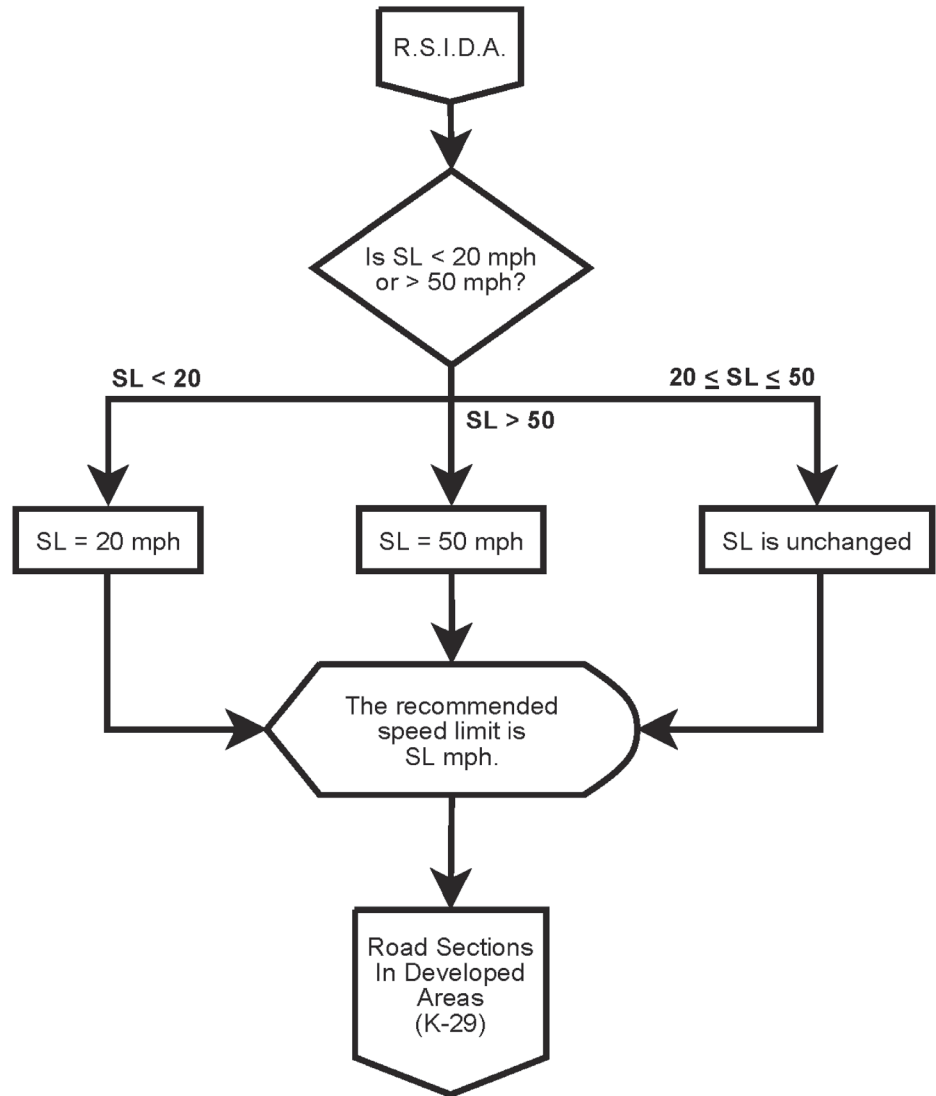 R.S.I.D.A.
Is SL < 20 mph
or > 50 mph?
SL < 20
SL > 50
20 ≤ SL ≤ 50
SL = 20 mph
SL = 50 mph
SL is unchanged
The recommended
speed limit is
SL mph.
Road Sections
In Developed
Areas
(K-29)